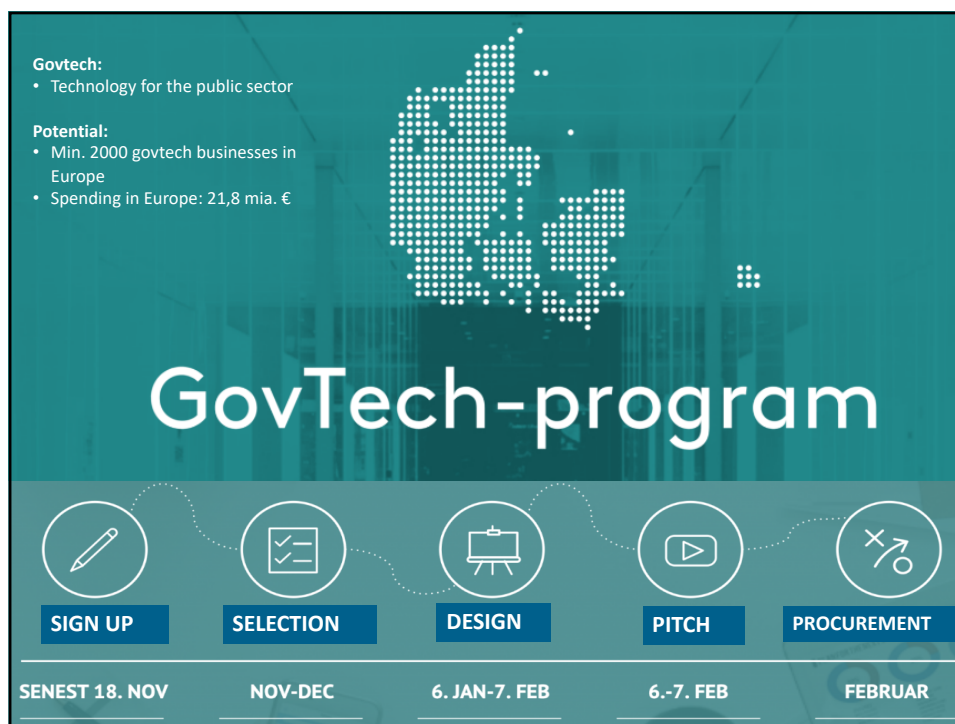 Govtech:
• Technology for the public sector
Potential:
• Min. 2000 govtech businesses in
Europe
• Spending in Europe: 21,8 mia. €
GovTech-program
SIGN UP
SELECTION
DESIGN
PITCH
PROCUREMENT
SENEST 18. NOV
NOV-DEC
6. JAN-7. FEB
6.-7. FEB
FEBRUAR